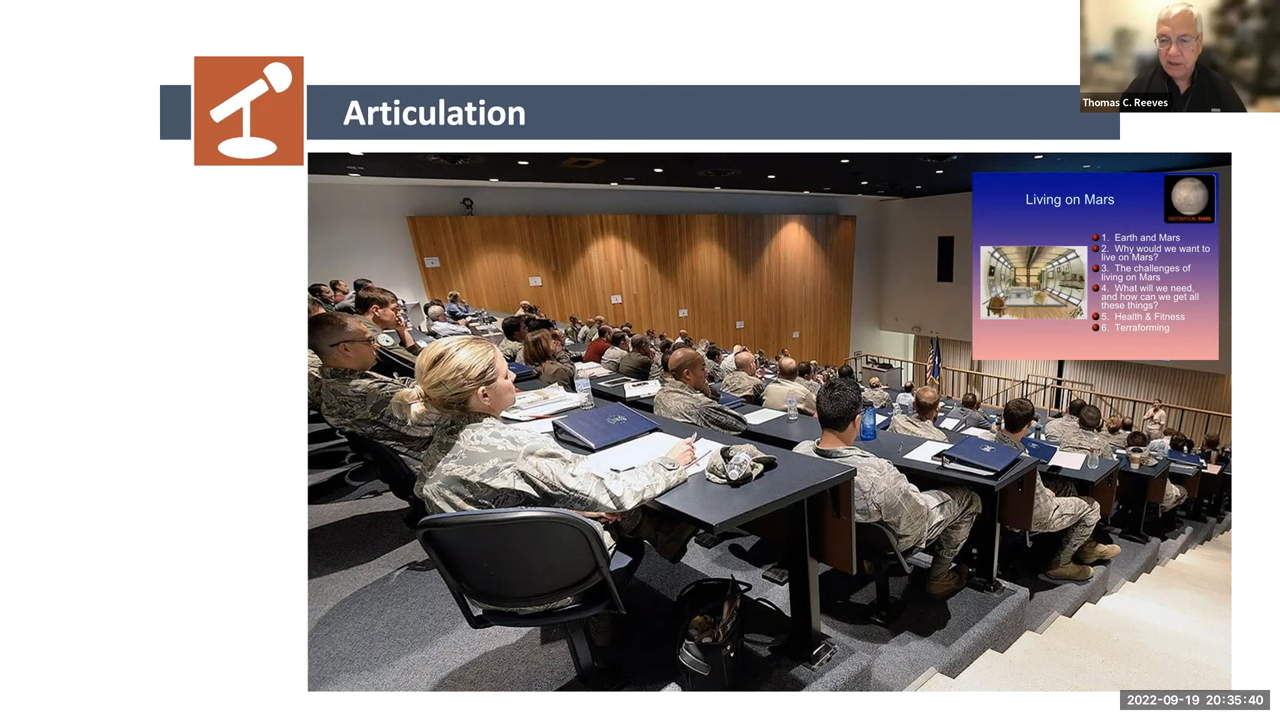 Articulation
Thomas C. Reeves
Living on Mars
DESTINATION: MARS
1. Earth and Mars
2. Why would we want to
live on Mars?
3. The challenges of
living on Mars
4. What will we need,
and how can we get all
these things?
5. Health & Fitness
6. Terraforming
2022-09-19 20:35:40